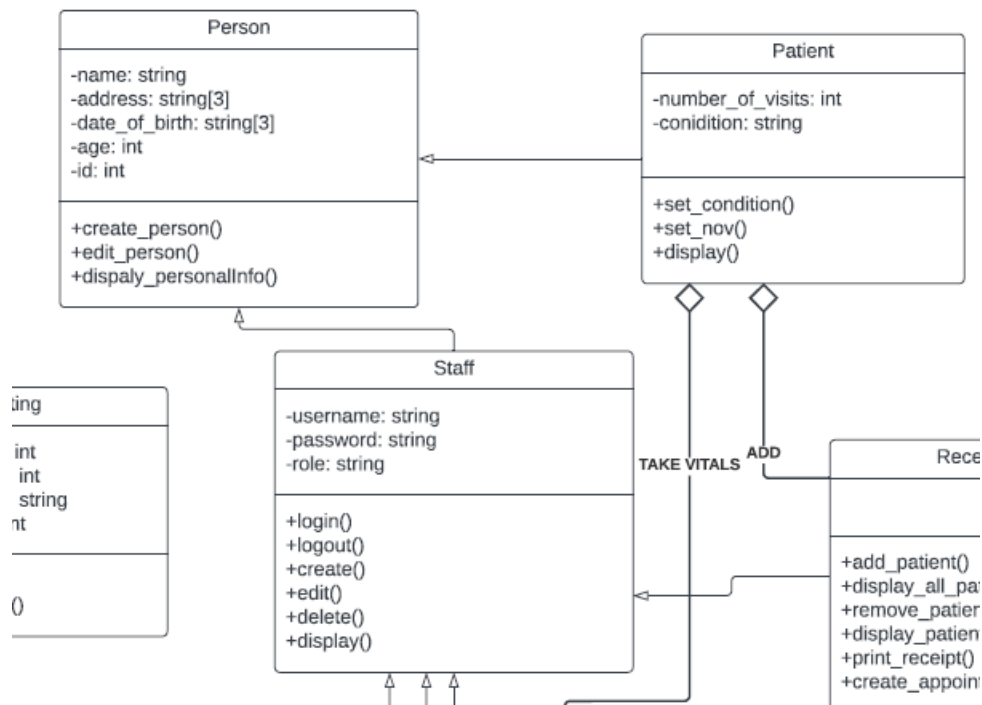 Person
-name: string
-address: string[3]
-date_of_birth: string[3]
-age: int
-id: int
+create_person()
+edit_person()
+dispaly_personalInfo()
Patient
-number_of_visits: int
-conidition: string
+set_condition()
+set_nov()
+display()
Staff
-username: string
-password: string
-role: string
+login()
+logout()
+create()
+edit()
+delete()
+display()
int
int
string
()
TAKE VITALS
ADD
+add_patient()
+print_receipt()